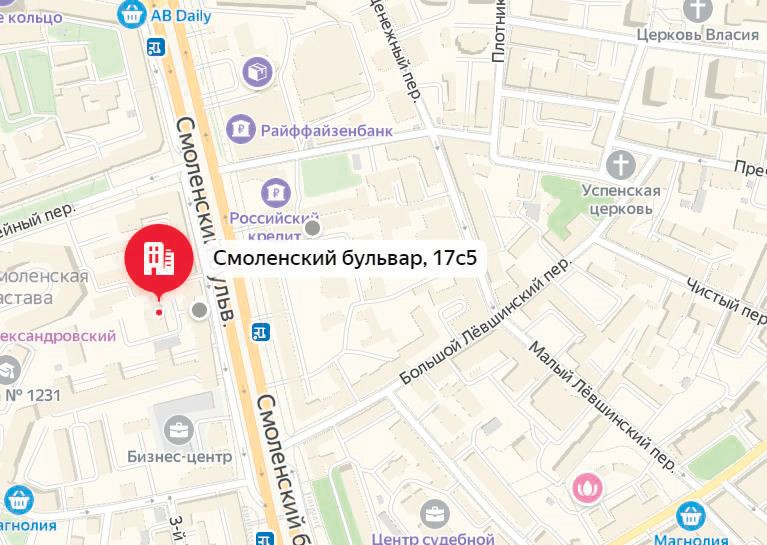 е кольцо
AB Daily
Церковь Власия
Плотник
денежный пер.
Райффайзенбанк
Смоленский бульв.
Пре
Успенская
церковь
Российский
кредит
ейный пер.
Смоленский бульвар, 17с5
моленская
астава
Чистый пер.
лександровский
Большой Лёвшинский пер.
Малый Лёвшинский пер.
а № 1231
Смоленский б
Бизнес-центр
агнолия
3-й
Центр судебной
Магнолия